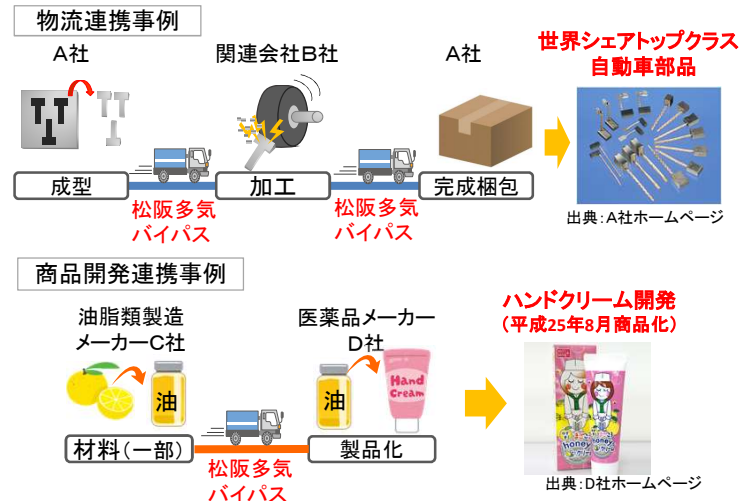 物流連携事例
A社
関連会社B社
A社
世界シェアトップクラス
自動車部品
成型
加工
完成梱包
松阪多気
バイパス
松阪多気
バイパス
出典:A社ホームページ
商品開発連携事例
油脂類製造
メーカーC社
医薬品メーカー
D社
ハンドクリーム開発
(平成25年8月商品化)
油
油
Hand
Cream
honey
材料(一部)
製品化
松阪多気
バイパス
出典:D社ホームページ